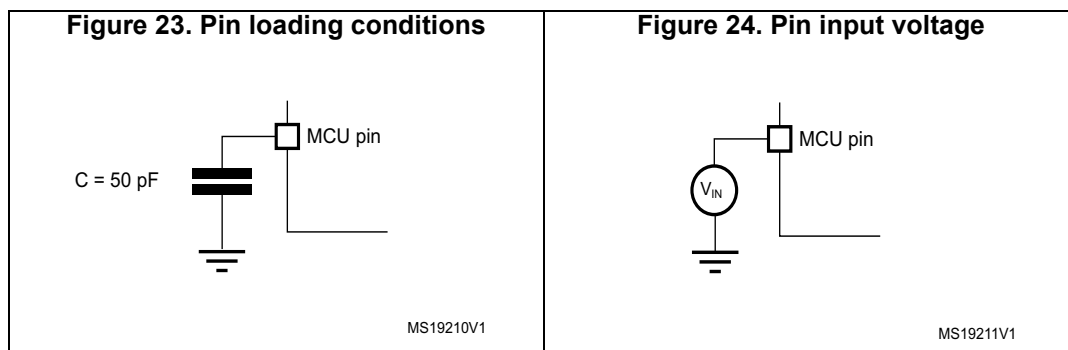 Figure 23. Pin loading conditions
MCU pin
C = 50 pF
MS19210V1
Figure 24. Pin input voltage
MCU pin
VIN
MS19211V1